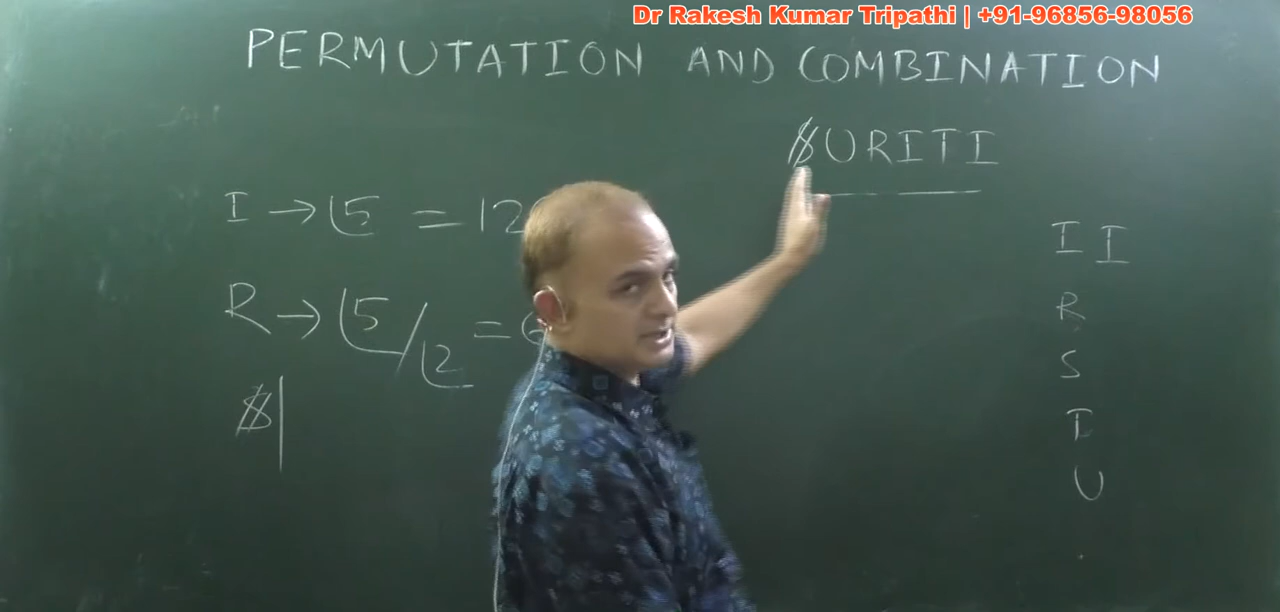 Dr Rakesh Kumar Tripathi | +91-96856-98056
PERMUTATION AND COMBINATION
SURITI
I → 5 = 12
I I
R → 5/2 = 6
R
S
S
T
U